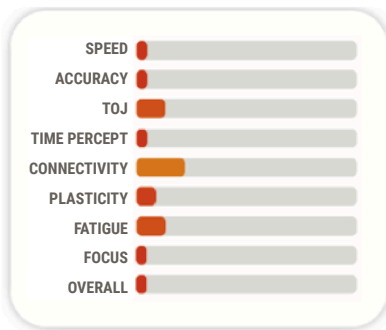 SPEED
ACCURACY
TOJ
TIME PERCEPT
CONNECTIVITY
PLASTICITY
FATIGUE
FOCUS
OVERALL